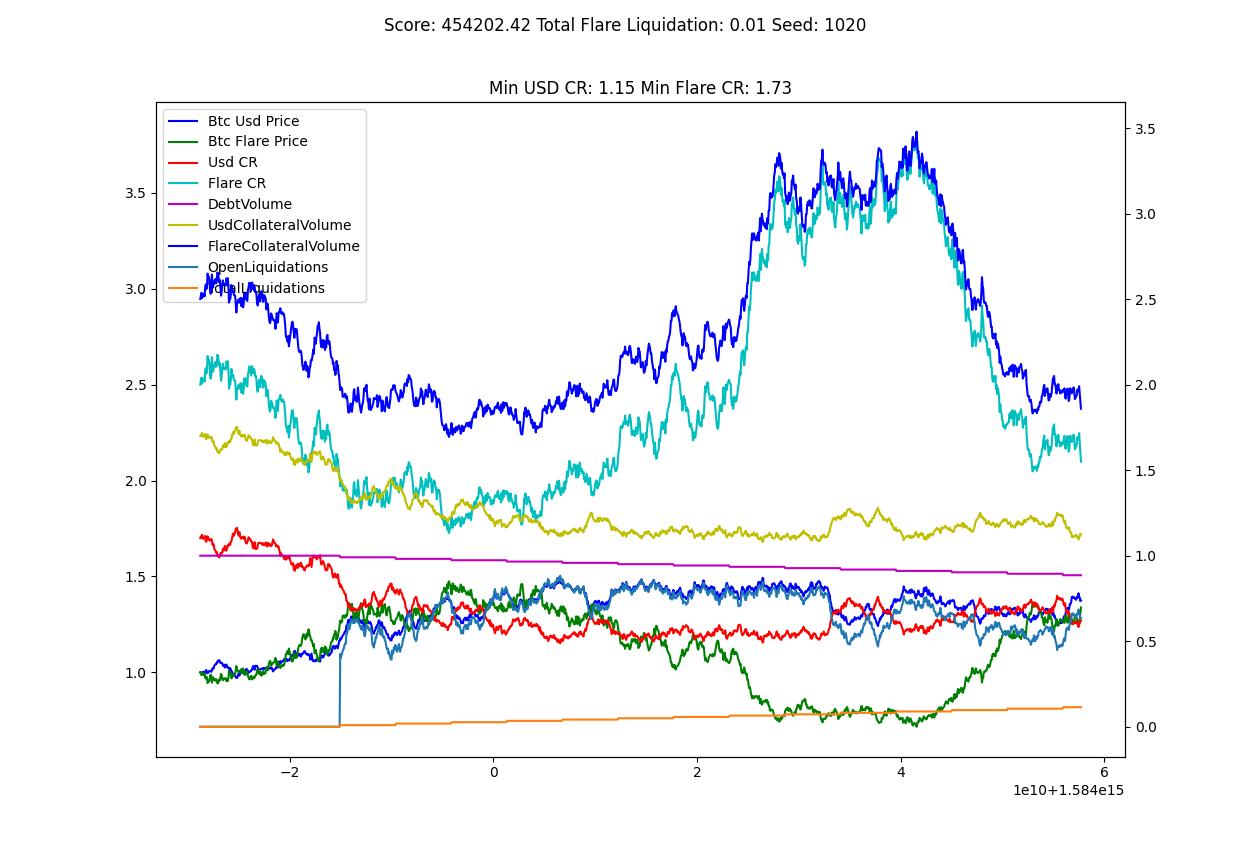 Score: 454202.42 Total Flare Liquidation: 0.01 Seed: 1020
Min USD CR: 1.15 Min Flare CR: 1.73
Btc Usd Price
Btc Flare Price
Usd CR
Flare CR
DebtVolume
UsdCollateralVolume
FlareCollateralVolume
OpenLiquidations
TotalLiquidations
3.5
3.0
2.5
2.0
1.5
1.0
3.5
3.0
2.5
2.0
1.5
1.0
0.5
0.0
−2
0
2
4
6
1e10+1.584e15